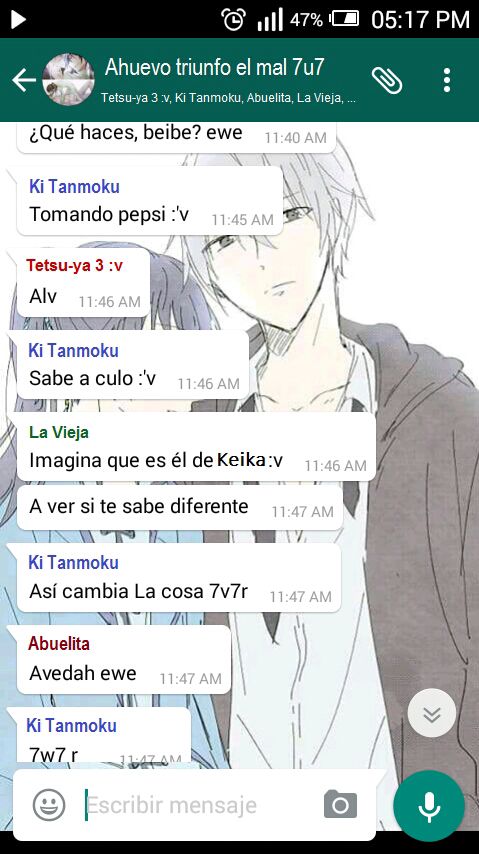 47% 05:17 PM
Ahuevo triunfo el mal 7u7
Tetsu-ya 3 :v, Ki Tanmoku, Abuelita, La Vieja, ...
¿Qué haces, beibe? ewe 11:40 AM
Ki Tanmoku
Tomando pepsi :'v 11:45 AM
Tetsu-ya 3 :v
Alv 11:46 AM
Ki Tanmoku
Sabe a culo :'v 11:46 AM
La Vieja
Imagina que es él de Keika:v 11:46 AM
A ver si te sabe diferente 11:47 AM
Ki Tanmoku
Así cambia La cosa 7v7r 11:47 AM
Abuelita
Avedah ewe 11:47 AM
Ki Tanmoku
7w7 r 11:47 AM
Escribir mensaje